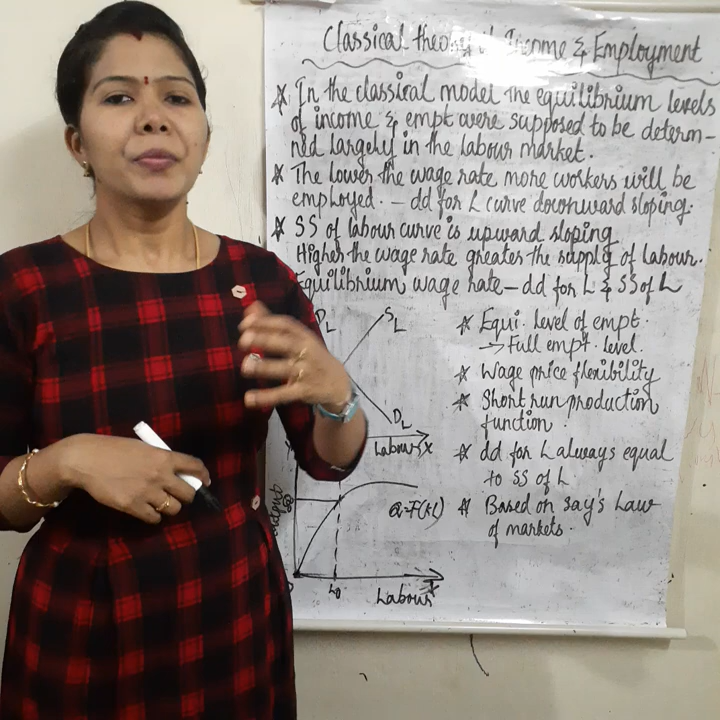 Classical theory of Income & Employment
* In the classical model the equilibrium levels
of income & empt were supposed to be determ-
ned largely in the labour market.
* The lower the wage rate more workers will be
employed. – dd for L curve downward sloping.
* SS of labour curve is upward sloping
Higher the wage rate greater the supply of labour.
Equilibrium wage rate – dd for L & SS of L
DL
SL
DL
Labour X
* Equi. level of empt.
→ Full empt. level.
* Wage price flexibility
* Short run production
function.
* dd for L always equal
to SS of L
* Based on Say's Law
of markets.
Q=F(KL)
L0
Labour X